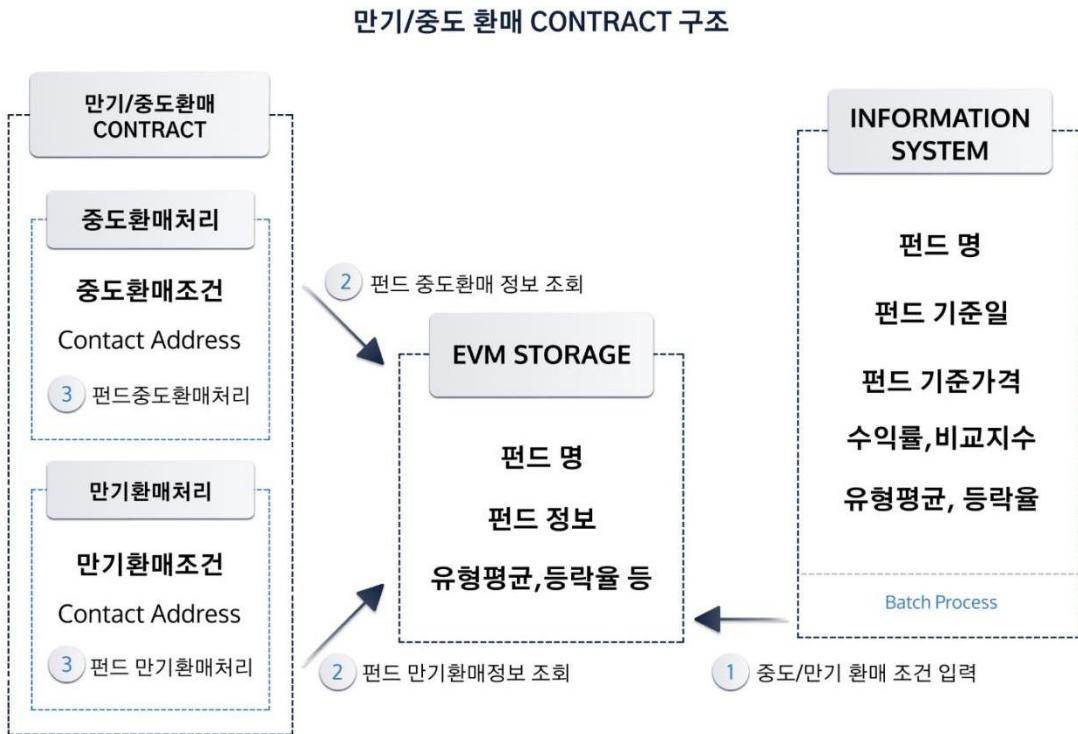 만기/중도 환매 CONTRACT 구조
만기/중도환매
CONTRACT
중도환매처리
중도환매조건
Contact Address
3 펀드중도환매처리
만기환매처리
만기환매조건
Contact Address
3 펀드 만기환매처리
2 펀드 중도환매 정보 조회
EVM STORAGE
펀드 명
펀드 정보
유형평균,등락율 등
2 펀드 만기환매정보 조회
INFORMATION
SYSTEM
펀드 명
펀드 기준일
펀드 기준가격
수익률,비교지수
유형평균, 등락율
Batch Process
1 중도/만기 환매 조건 입력